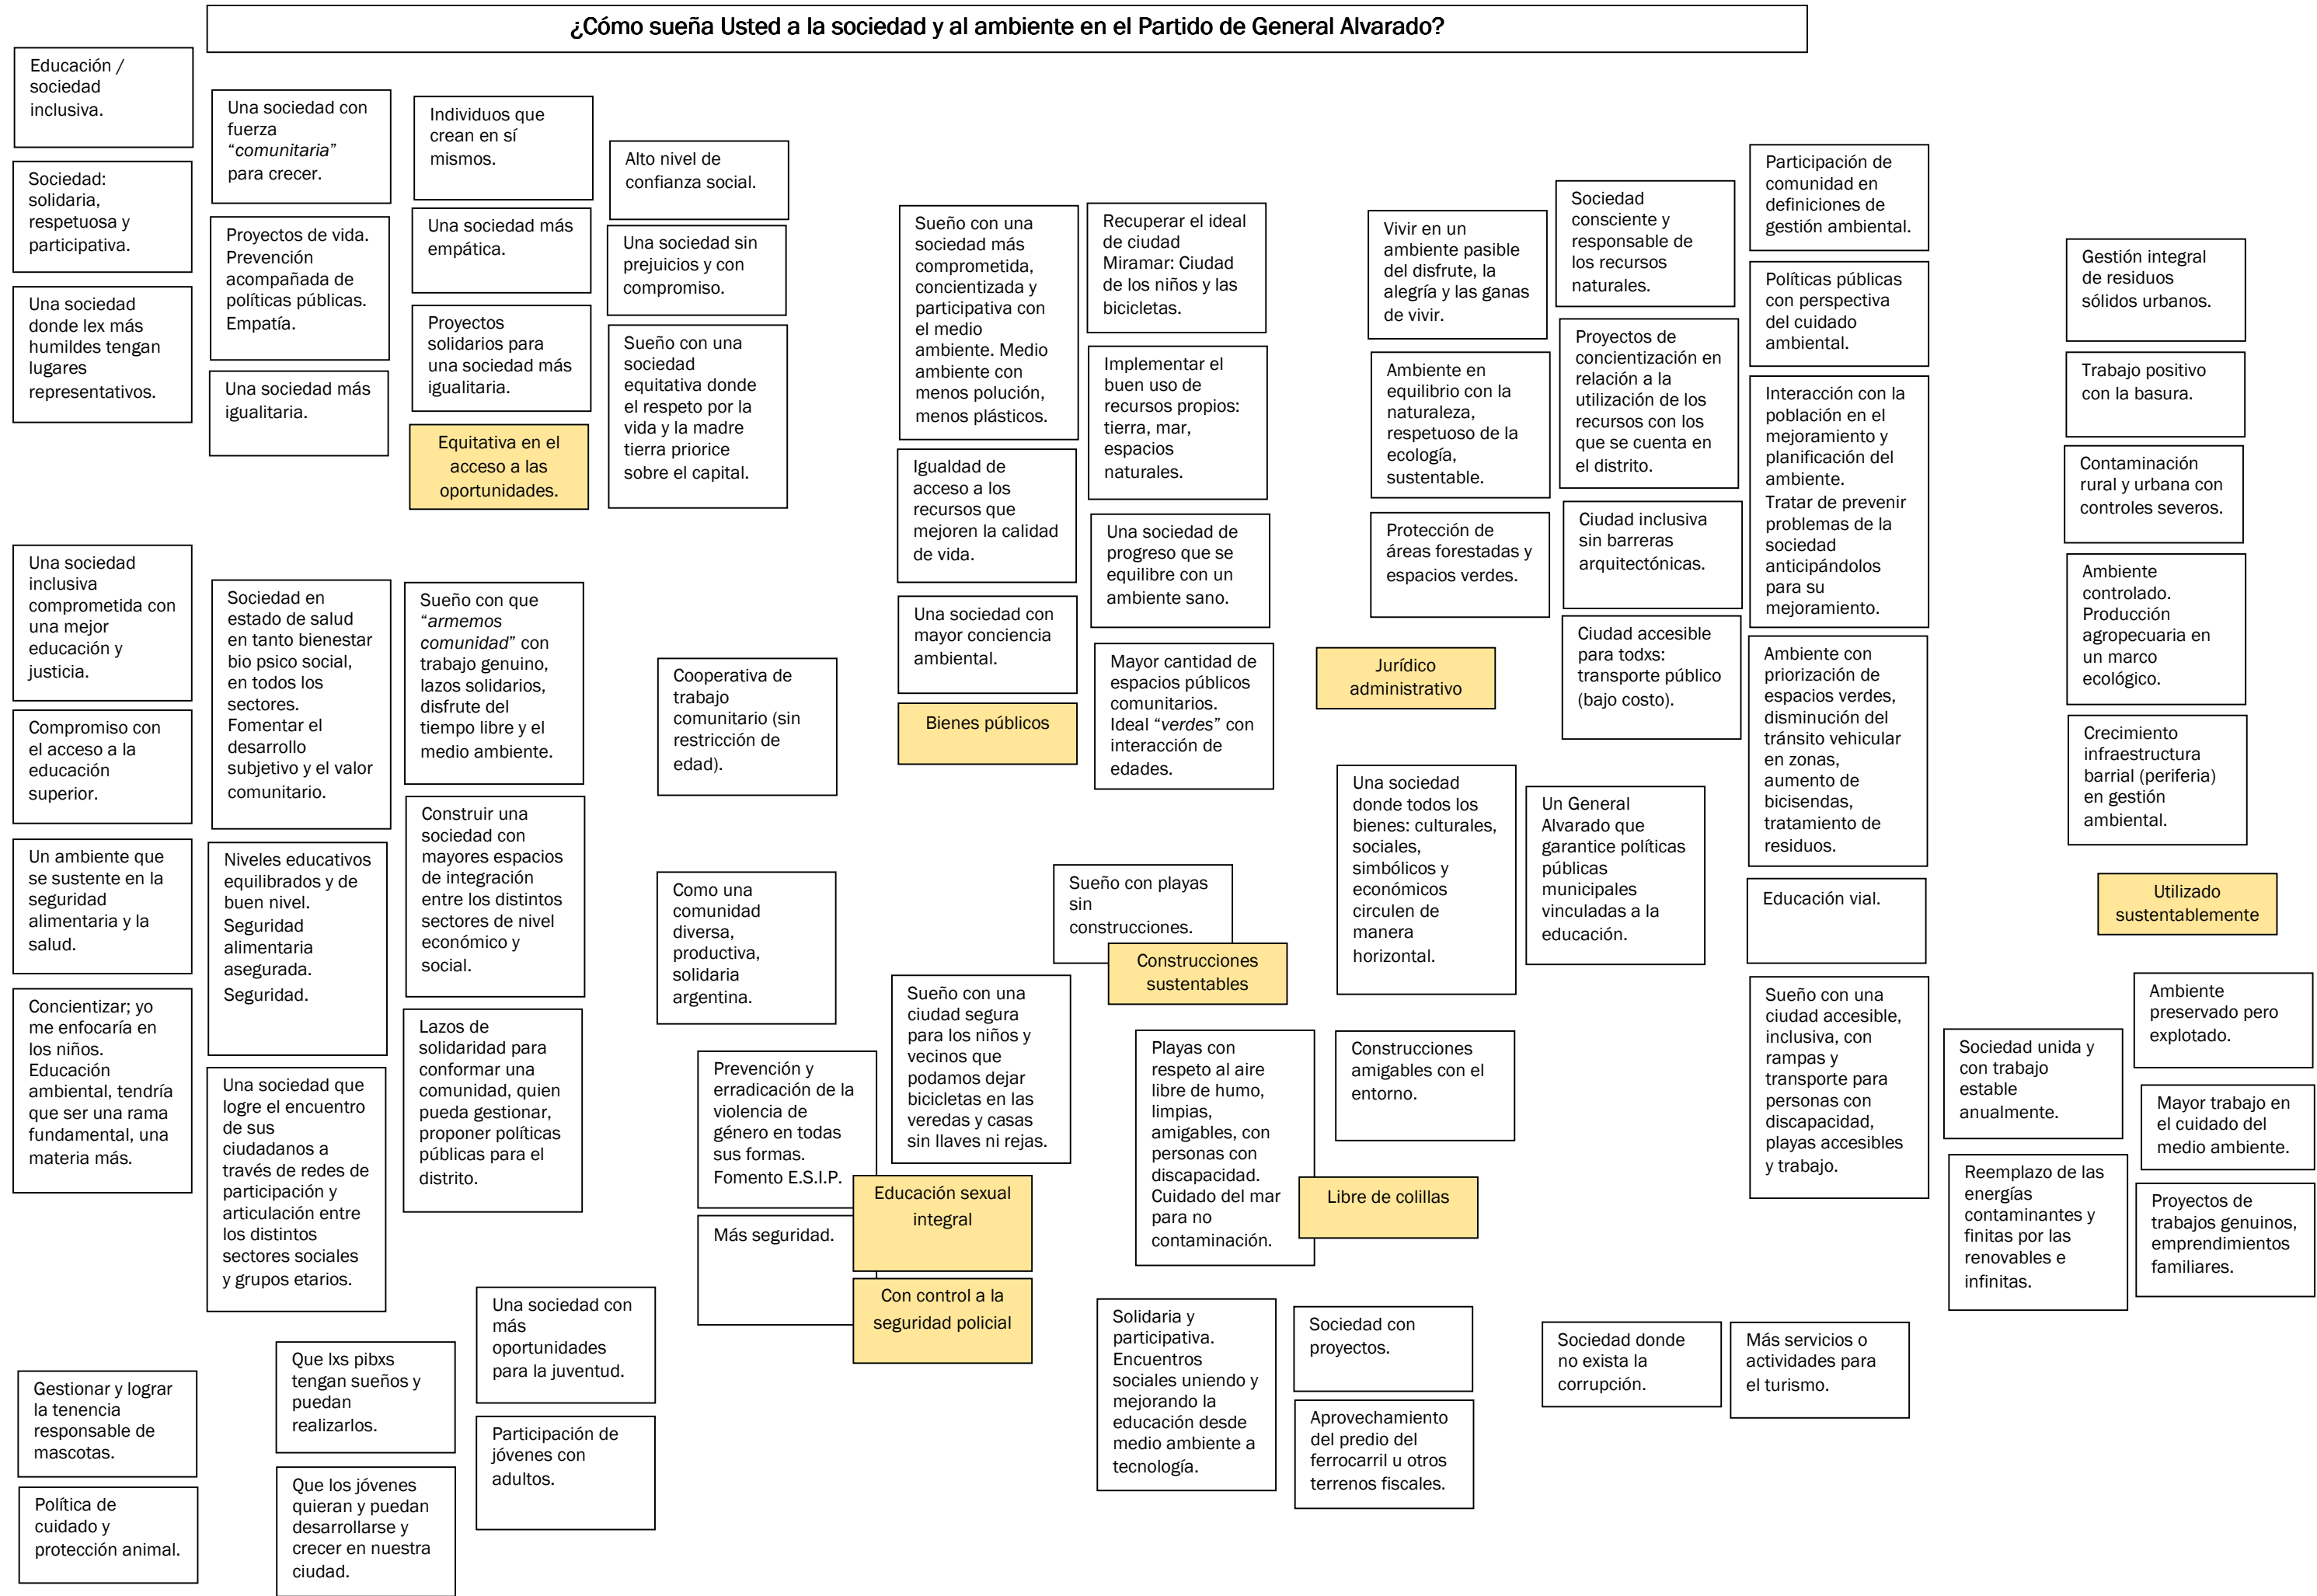 ¿Cómo sueña Usted a la sociedad y al ambiente en el Partido de General Alvarado?
Educación /
sociedad
inclusiva.
Sociedad:
solidaria,
respetuosa y
participativa.
Una sociedad
donde lex más
humildes tengan
lugares
representativos.
Una sociedad con
fuerza
“comunitaria”
para crecer.
Proyectos de vida.
Prevención
acompañada de
políticas públicas.
Empatía.
Una sociedad más
igualitaria.
Individuos que
crean en sí
mismos.
Una sociedad más
empática.
Proyectos
solidarios para
una sociedad más
igualitaria.
Equitativa en el
acceso a las
oportunidades.
Alto nivel de
confianza social.
Una sociedad sin
prejuicios y con
compromiso.
Sueño con una
sociedad
equitativa donde
el respeto por la
vida y la madre
tierra priorice
sobre el capital.
Sueño con una
sociedad más
comprometida,
concientizada y
participativa con
el medio
ambiente. Medio
ambiente con
menos polución,
menos plásticos.
Igualdad de
acceso a los
recursos que
mejoren la calidad
de vida.
Una sociedad con
mayor conciencia
ambiental.
Bienes públicos
Recuperar el ideal
de ciudad
Miramar: Ciudad
de los niños y las
bicicletas.
Implementar el
buen uso de
recursos propios:
tierra, mar,
espacios
naturales.
Una sociedad de
progreso que se
equilibre con un
ambiente sano.
Mayor cantidad de
espacios públicos
comunitarios.
Ideal “verdes” con
interacción de
edades.
Vivir en un
ambiente pasible
del disfrute, la
alegría y las ganas
de vivir.
Ambiente en
equilibrio con la
naturaleza,
respetuoso de la
ecología,
sustentable.
Protección de
áreas forestadas y
espacios verdes.
Jurídico
administrativo
Sociedad
consciente y
responsable de
los recursos
naturales.
Proyectos de
concientización en
relación a la
utilización de los
recursos con los
que se cuenta en
el distrito.
Ciudad inclusiva
sin barreras
arquitectónicas.
Ciudad accesible
para todxs:
transporte público
(bajo costo).
Participación de
comunidad en
definiciones de
gestión ambiental.
Políticas públicas
con perspectiva
del cuidado
ambiental.
Interacción con la
población en el
mejoramiento y
planificación del
ambiente.
Tratar de prevenir
problemas de la
sociedad
anticipándolos
para su
mejoramiento.
Ambiente con
priorización de
espacios verdes,
disminución del
tránsito vehicular
en zonas,
aumento de
bicisendas,
tratamiento de
residuos.
Educación vial.
Sueño con una
ciudad accesible,
inclusiva, con
rampas y
transporte para
personas con
discapacidad,
playas accesibles
y trabajo.
Gestión integral
de residuos
sólidos urbanos.
Trabajo positivo
con la basura.
Contaminación
rural y urbana con
controles severos.
Ambiente
controlado.
Producción
agropecuaria en
un marco
ecológico.
Crecimiento
infraestructura
barrial (periferia)
en gestión
ambiental.
Utilizado
sustentablemente
Una sociedad
inclusiva
comprometida con
una mejor
educación y
justicia.
Compromiso con
el acceso a la
educación
superior.
Un ambiente que
se sustente en la
seguridad
alimentaria y la
salud.
Concientizar; yo
me enfocaría en
los niños.
Educación
ambiental, tendría
que ser una rama
fundamental, una
materia más.
Sociedad en
estado de salud
en tanto bienestar
bio psico social,
en todos los
sectores.
Fomentar el
desarrollo
subjetivo y el valor
comunitario.
Niveles educativos
equilibrados y de
buen nivel.
Seguridad
alimentaria
asegurada.
Seguridad.
Una sociedad que
logre el encuentro
de sus
ciudadanos a
través de redes de
participación y
articulación entre
los distintos
sectores sociales
y grupos etarios.
Sueño con que
“armemos
comunidad” con
trabajo genuino,
lazos solidarios,
disfrute del
tiempo libre y el
medio ambiente.
Construir una
sociedad con
mayores espacios
de integración
entre los distintos
sectores de nivel
económico y
social.
Lazos de
solidaridad para
conformar una
comunidad, quien
pueda gestionar,
proponer políticas
públicas para el
distrito.
Cooperativa de
trabajo
comunitario (sin
restricción de
edad).
Como una
comunidad
diversa,
productiva,
solidaria
argentina.
Prevención y
erradicación de la
violencia de
género en todas
sus formas.
Fomento E.S.I.P.
Más seguridad.
Sueño con una
ciudad segura
para los niños y
vecinos que
podamos dejar
bicicletas en las
veredas y casas
sin llaves ni rejas.
Educación sexual
integral
Con control a la
seguridad policial
Sueño con playas
sin
construcciones.
Construcciones
sustentables
Playas con
respeto al aire
libre de humo,
limpias,
amigables, con
personas con
discapacidad.
Cuidado del mar
para no
contaminación.
Una sociedad
donde todos los
bienes: culturales,
sociales,
simbólicos y
económicos
circulen de
manera
horizontal.
Un General
Alvarado que
garantice políticas
públicas
municipales
vinculadas a la
educación.
Construcciones
amigables con el
entorno.
Libre de colillas
Sociedad unida y
con trabajo
estable
anualmente.
Reemplazo de las
energías
contaminantes y
finitas por las
renovables e
infinitas.
Ambiente
preservado pero
explotado.
Mayor trabajo en
el cuidado del
medio ambiente.
Proyectos de
trabajos genuinos,
emprendimientos
familiares.
Gestionar y lograr
la tenencia
responsable de
mascotas.
Política de
cuidado y
protección animal.
Que lxs pibxs
tengan sueños y
puedan
realizarlos.
Que los jóvenes
quieran y puedan
desarrollarse y
crecer en nuestra
ciudad.
Una sociedad con
más
oportunidades
para la juventud.
Participación de
jóvenes con
adultos.
Solidaria y
participativa.
Encuentros
sociales uniendo y
mejorando la
educación desde
medio ambiente a
tecnología.
Sociedad con
proyectos.
Aprovechamiento
del predio del
ferrocarril u otros
terrenos fiscales.
Sociedad donde
no exista la
corrupción.
Más servicios o
actividades para
el turismo.